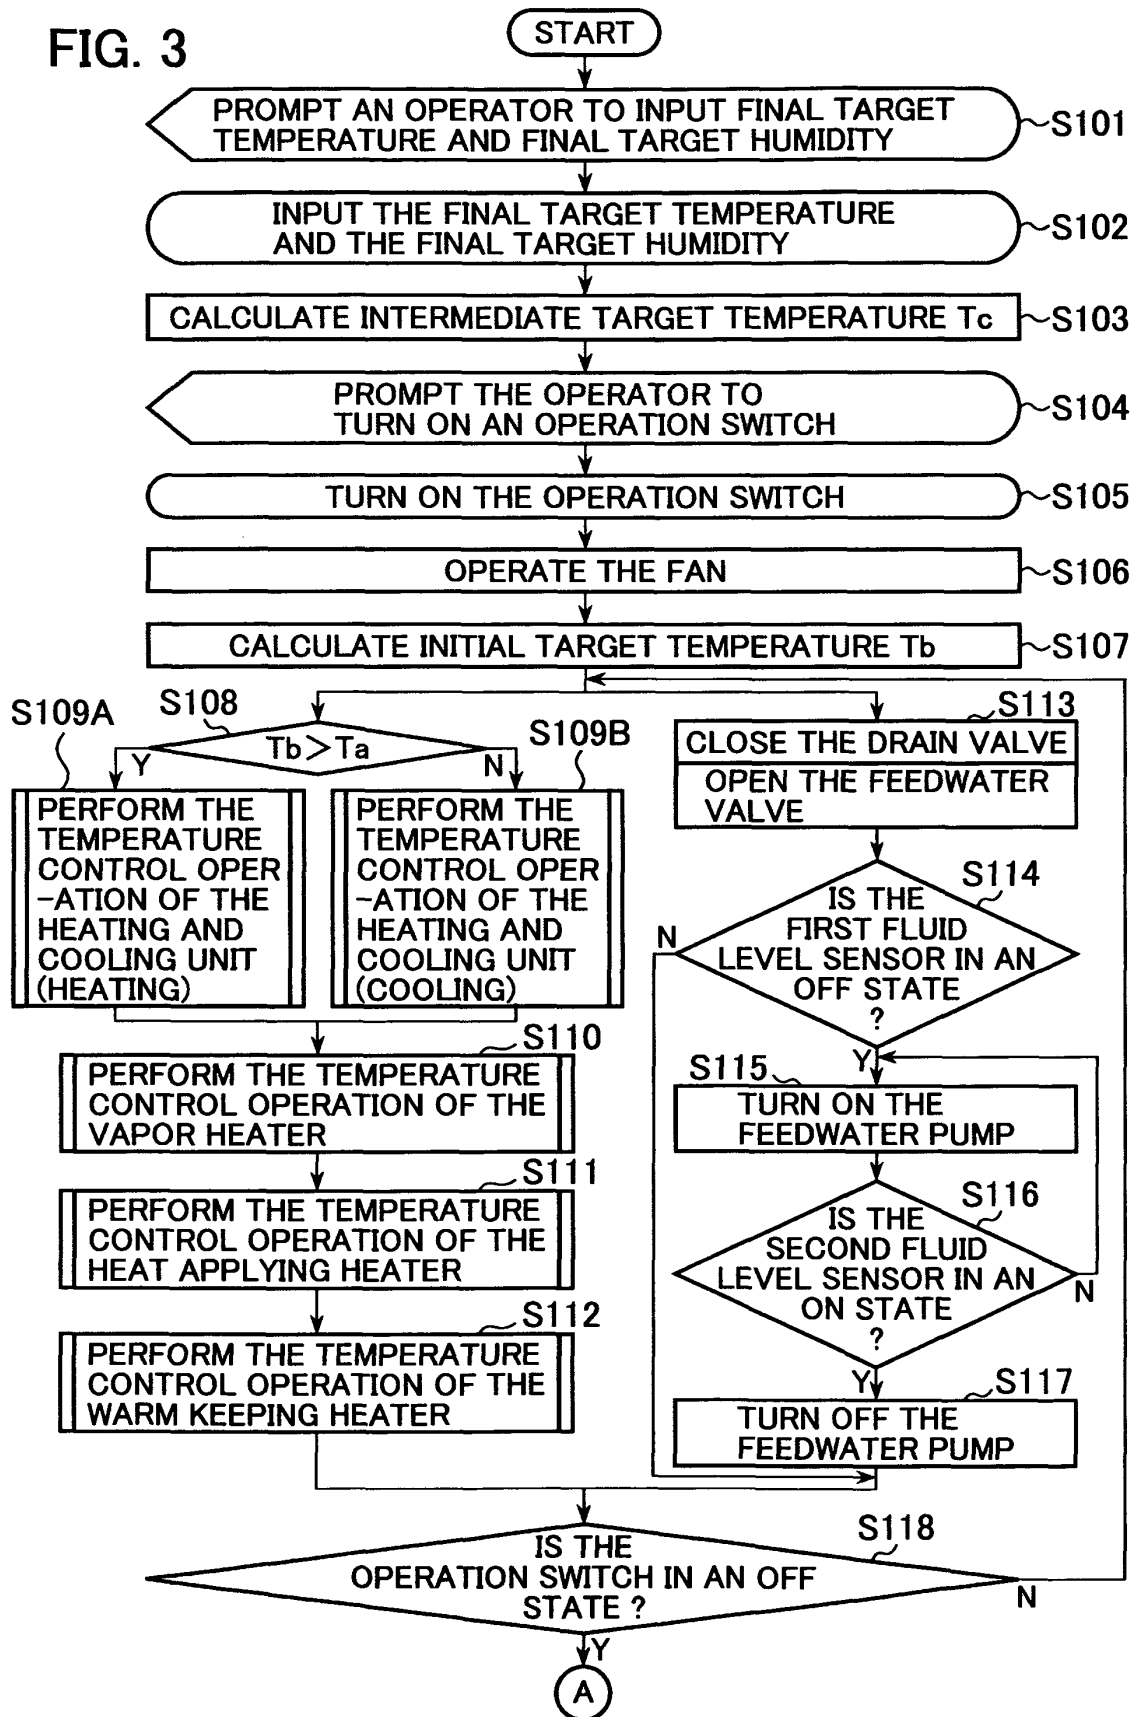 FIG. 3
START
PROMPT AN OPERATOR TO INPUT FINAL TARGET
TEMPERATURE AND FINAL TARGET HUMIDITY
S101
INPUT THE FINAL TARGET TEMPERATURE
AND THE FINAL TARGET HUMIDITY
S102
CALCULATE INTERMEDIATE TARGET TEMPERATURE Tc
S103
PROMPT THE OPERATOR TO
TURN ON AN OPERATION SWITCH
S104
TURN ON THE OPERATION SWITCH
S105
OPERATE THE FAN
S106
CALCULATE INITIAL TARGET TEMPERATURE Tb
S107
S108
Tb>Ta
Y
N
S109A
PERFORM THE
TEMPERATURE
CONTROL OPER
-ATION OF THE
HEATING AND
COOLING UNIT
(HEATING)
S109B
PERFORM THE
TEMPERATURE
CONTROL OPER
-ATION OF THE
HEATING AND
COOLING UNIT
(COOLING)
S110
PERFORM THE TEMPERATURE
CONTROL OPERATION OF THE
VAPOR HEATER
S111
PERFORM THE TEMPERATURE
CONTROL OPERATION OF THE
HEAT APPLYING HEATER
S112
PERFORM THE TEMPERATURE
CONTROL OPERATION OF THE
WARM KEEPING HEATER
S113
CLOSE THE DRAIN VALVE
OPEN THE FEEDWATER
VALVE
S114
IS THE
FIRST FLUID
LEVEL SENSOR IN AN
OFF STATE
?
N
Y
S115
TURN ON THE
FEEDWATER PUMP
S116
IS THE
SECOND FLUID
LEVEL SENSOR IN AN
ON STATE
?
N
Y
S117
TURN OFF THE
FEEDWATER PUMP
S118
IS THE
OPERATION SWITCH IN AN OFF
STATE ?
N
Y
A